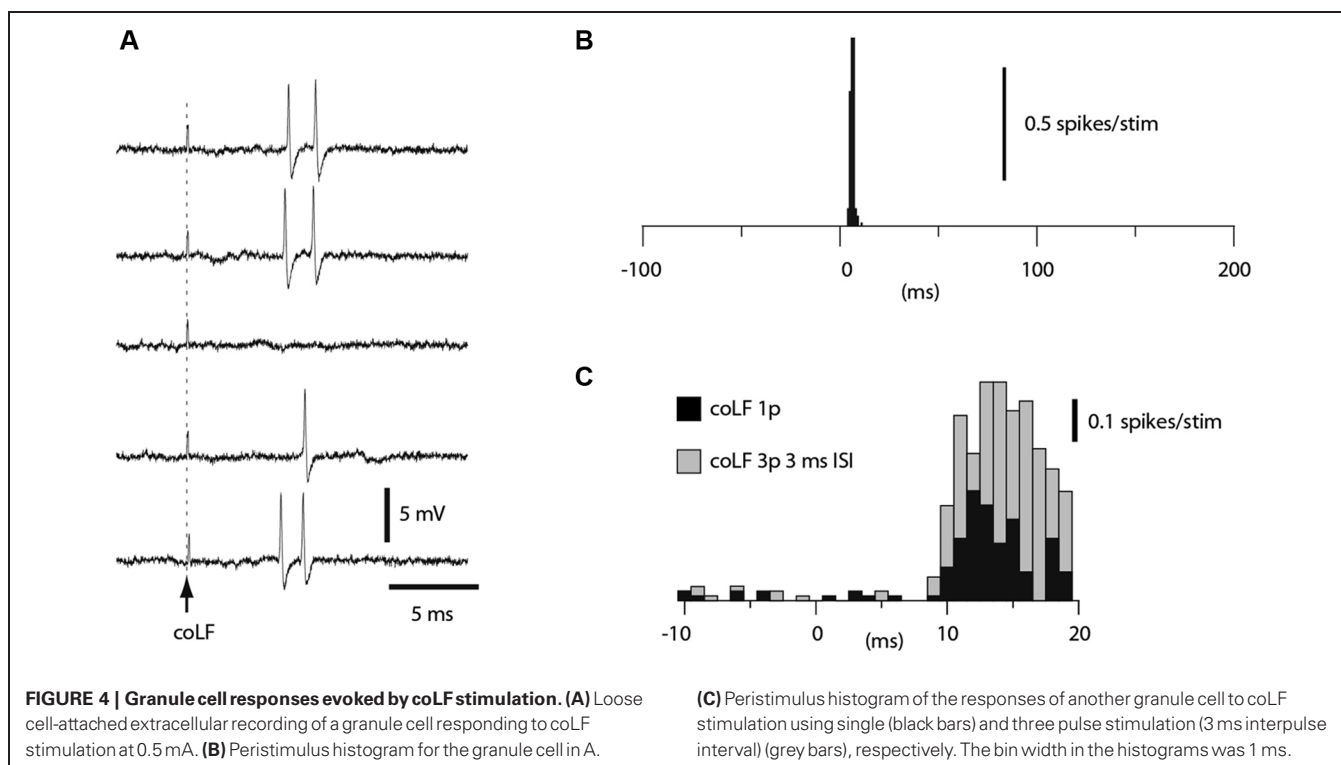 A
coLF
5 mV
5 ms
B
0.5 spikes/stim
-100
0
100
200
(ms)
C
coLF 1p
coLF 3p 3 ms ISI
0.1 spikes/stim
-10
0
(ms)
10
20
FIGURE 4 | Granule cell responses evoked by coLF stimulation. (A) Loose
cell-attached extracellular recording of a granule cell responding to coLF
stimulation at 0.5 mA. (B) Peristimulus histogram for the granule cell in A.
(C) Peristimulus histogram of the responses of another granule cell to coLF
stimulation using single (black bars) and three pulse stimulation (3 ms interpulse
interval) (grey bars), respectively. The bin width in the histograms was 1 ms.